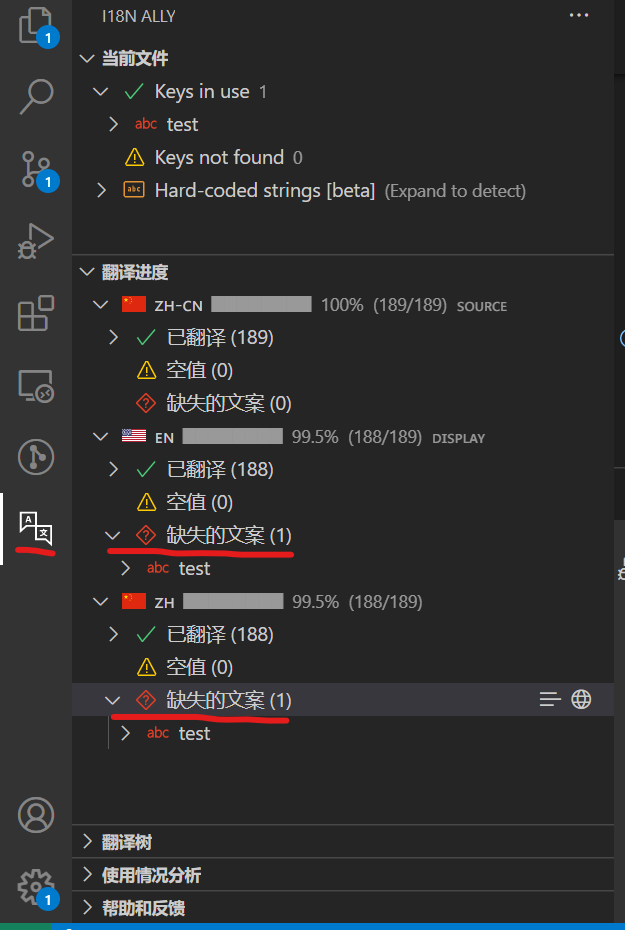 I18N ALLY
1
当前文件
Keys in use 1
abc test
Keys not found 0
abc Hard-coded strings [beta] (Expand to detect)
1
翻译进度
ZH-CN 100% (189/189) SOURCE
已翻译 (189)
空值 (0)
缺失的文案 (0)
EN 99.5% (188/189) DISPLAY
已翻译 (188)
空值 (0)
A 文
缺失的文案 (1)
abc test
ZH 99.5% (188/189)
已翻译 (188)
空值 (0)
缺失的文案 (1)
abc test
翻译树
使用情况分析
1
帮助和反馈